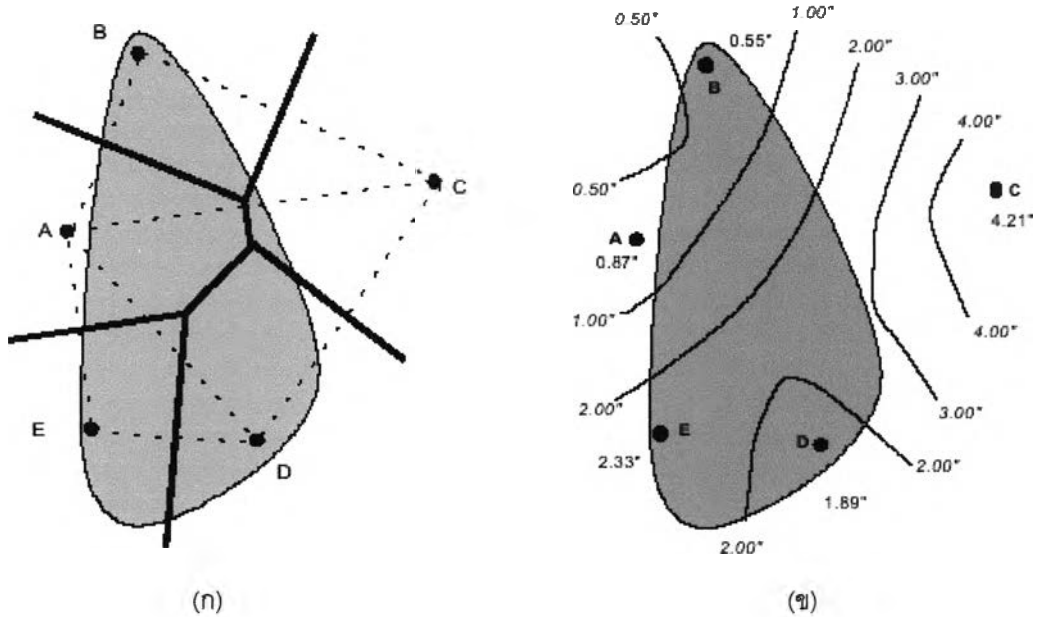 B
C
A
E
D
(ก)
0.50"
1.00"
0.55"
2.00"
3.00"
B
4.00"
0.50"
C
4.21"
A
0.87"
1.00"
4.00"
2.00"
3.00"
E
2.33"
D
2.00"
1.89"
2.00"
(ข)